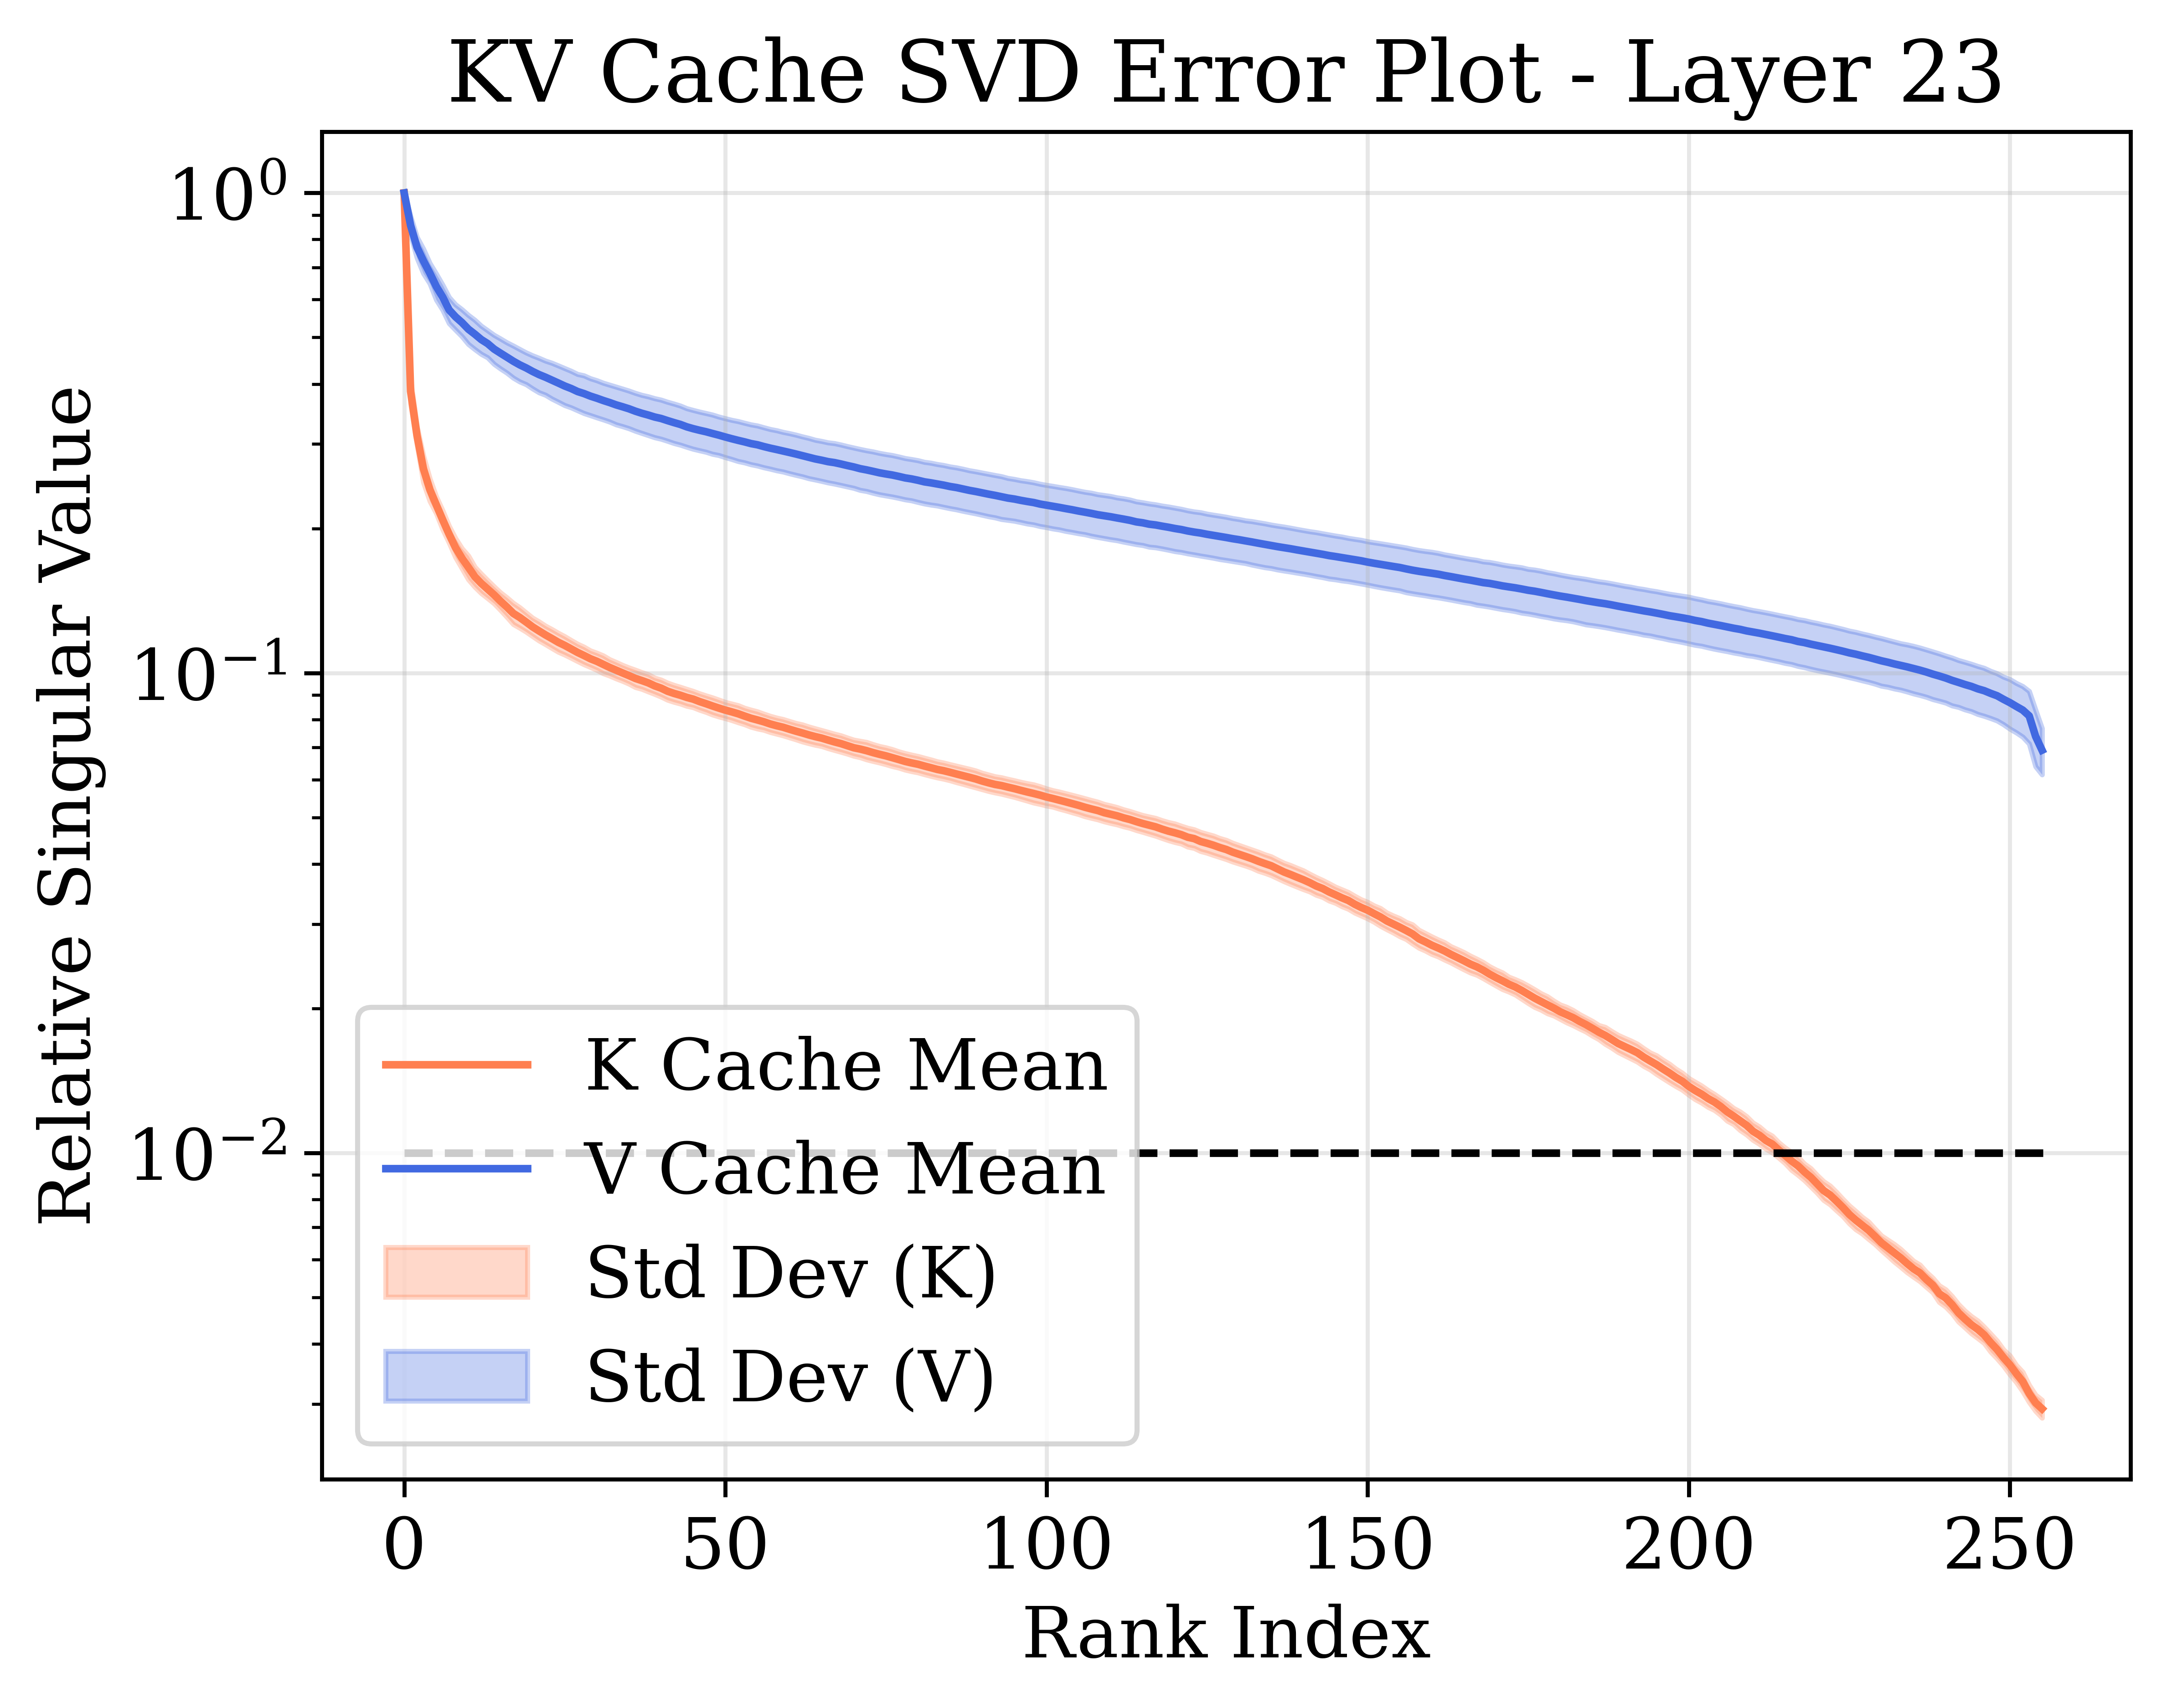 KV Cache SVD Error Plot - Layer 23
Relative Singular Value
10⁰
10⁻¹
10⁻²
K Cache Mean
V Cache Mean
Std Dev (K)
Std Dev (V)
0 50 100 150 200 250
Rank Index